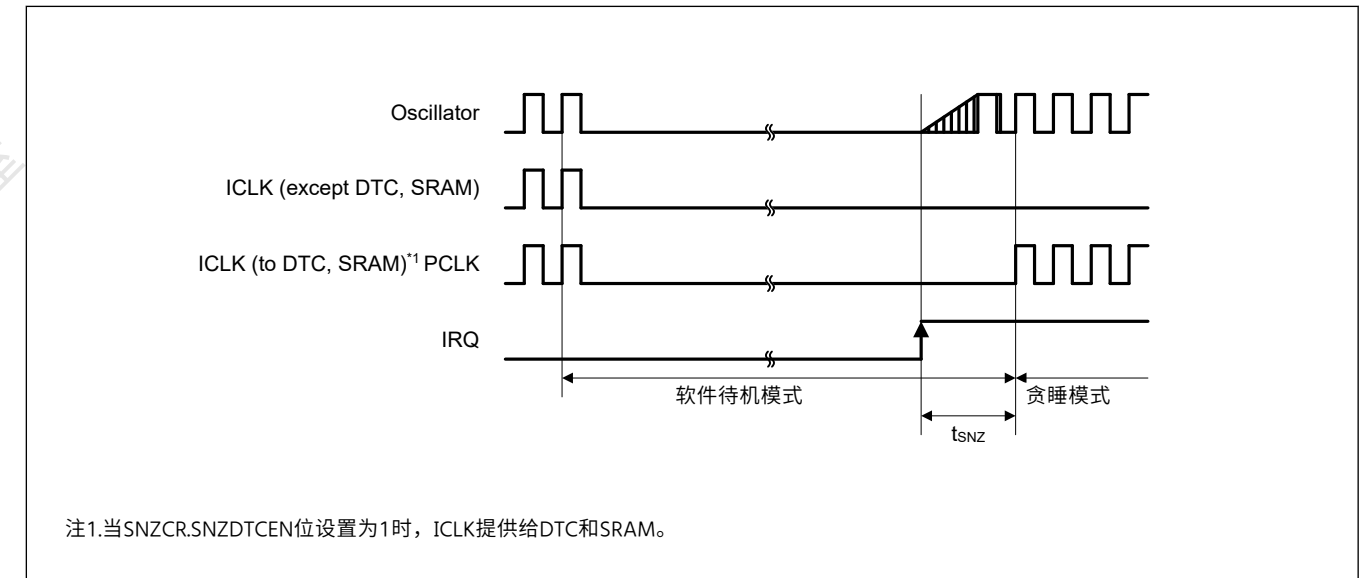 Oscillator
ICLK (except DTC, SRAM)
ICLK (to DTC, SRAM)*1 PCLK
IRQ
软件待机模式
贪睡模式
tSNZ
注1.当SNZCR.SNZDTCEN位设置为1时，ICLK提供给DTC和SRAM。